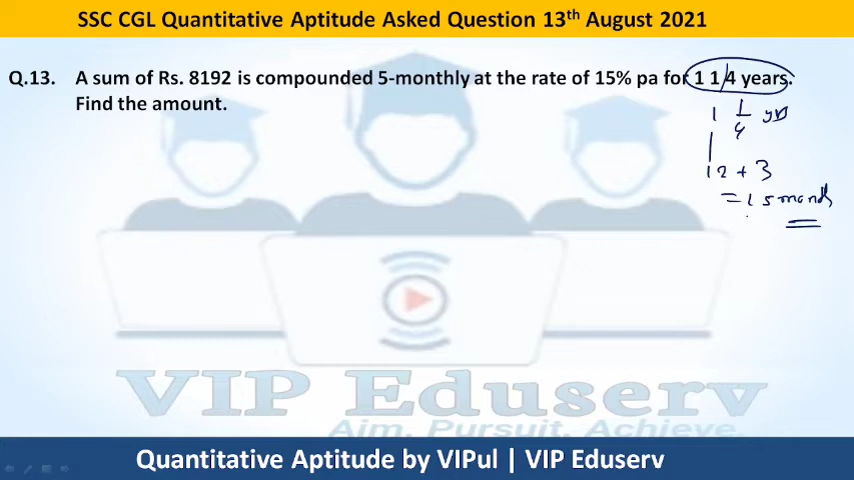 SSC CGL Quantitative Aptitude Asked Question 13th August 2021
Q.13. A sum of Rs. 8192 is compounded 5-monthly at the rate of 15% pa for 1 1/4 years.
Find the amount.
1 1/4 yrs
12 + 3
= 15 month
VIP Eduserv
Aim. Pursuit. Achieve.
Quantitative Aptitude by VIPul | VIP Eduserv